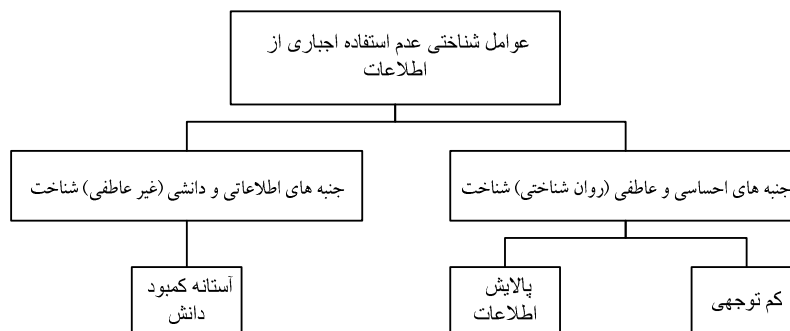 عوامل شناختی عدم استفاده اجباری از
اطلاعات
جنبه های احساسی و عاطفی (روان شناختی) شناخت
جنبه های اطلاعاتی و دانشی (غیر عاطفی) شناخت
کم توجهی
پالایش
اطلاعات
آستانه کمبود
دانش